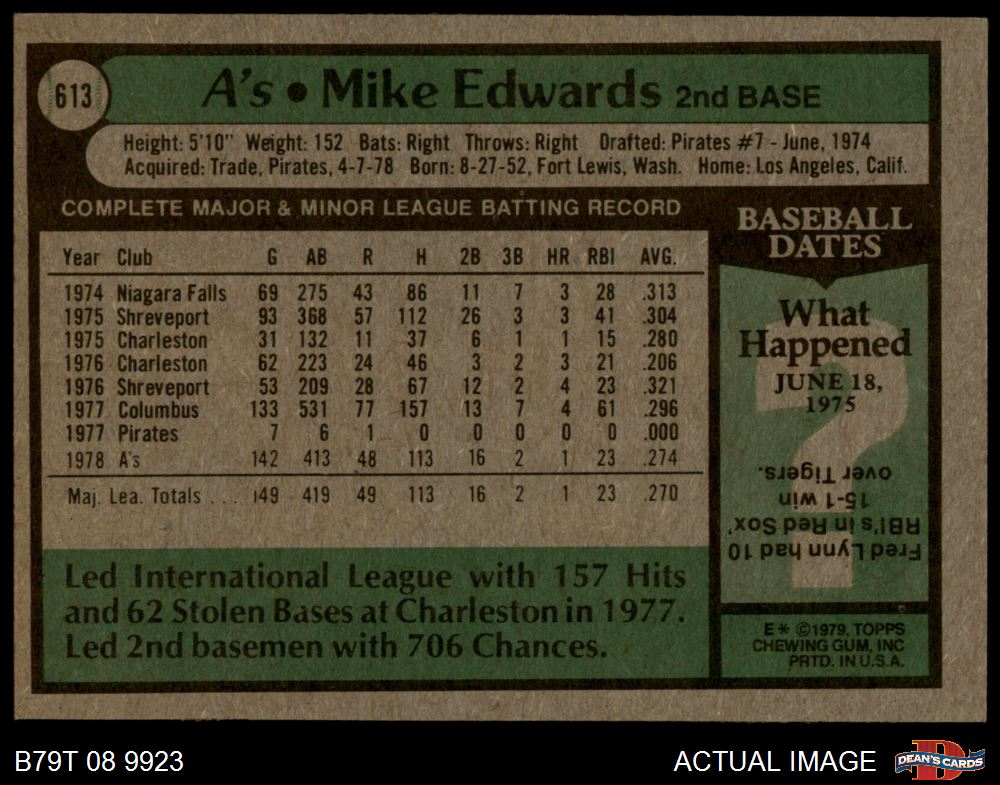 613
A's • Mike Edwards 2nd BASE
Height: 5'10" Weight: 152 Bats: Right Throws: Right Drafted: Pirates #7 - June, 1974
Acquired: Trade, Pirates, 4-7-78 Born: 8-27-52, Fort Lewis, Wash. Home: Los Angeles, Calif.
COMPLETE MAJOR & MINOR LEAGUE BATTING RECORD
Year Club G AB R H 2B 3B HR RBI AVG.
1974 Niagara Falls 69 275 43 86 11 7 3 28 .313
1975 Shreveport 93 368 57 112 26 3 3 41 .304
1975 Charleston 31 132 11 37 6 1 1 15 .280
1976 Charleston 62 223 24 46 3 2 3 21 .206
1976 Shreveport 53 209 28 67 12 2 4 23 .321
1977 Columbus 133 531 77 157 13 7 4 61 .296
1977 Pirates 7 6 1 0 0 0 0 0 .000
1978 A's 142 413 48 113 16 2 1 23 .274
Maj. Lea. Totals . . . 149 419 49 113 16 2 1 23 .270
Led International League with 157 Hits
and 62 Stolen Bases at Charleston in 1977.
Led 2nd basemen with 706 Chances.
BASEBALL
DATES
What
Happened
JUNE 18,
1975
?
Fred Lynn had 10
RBI's in Red Sox'
15-1 win
over Tigers.
E * ©1979, TOPPS
CHEWING GUM, INC
PRTD. IN U.S.A.
B79T 08 9923
ACTUAL IMAGE
D
DEAN'S CARDS